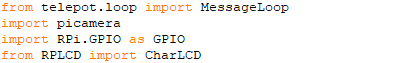 from telepot.loop import MessageLoop
import picamera
import RPi.GPIO as GPIO
from RPLCD import CharLCD